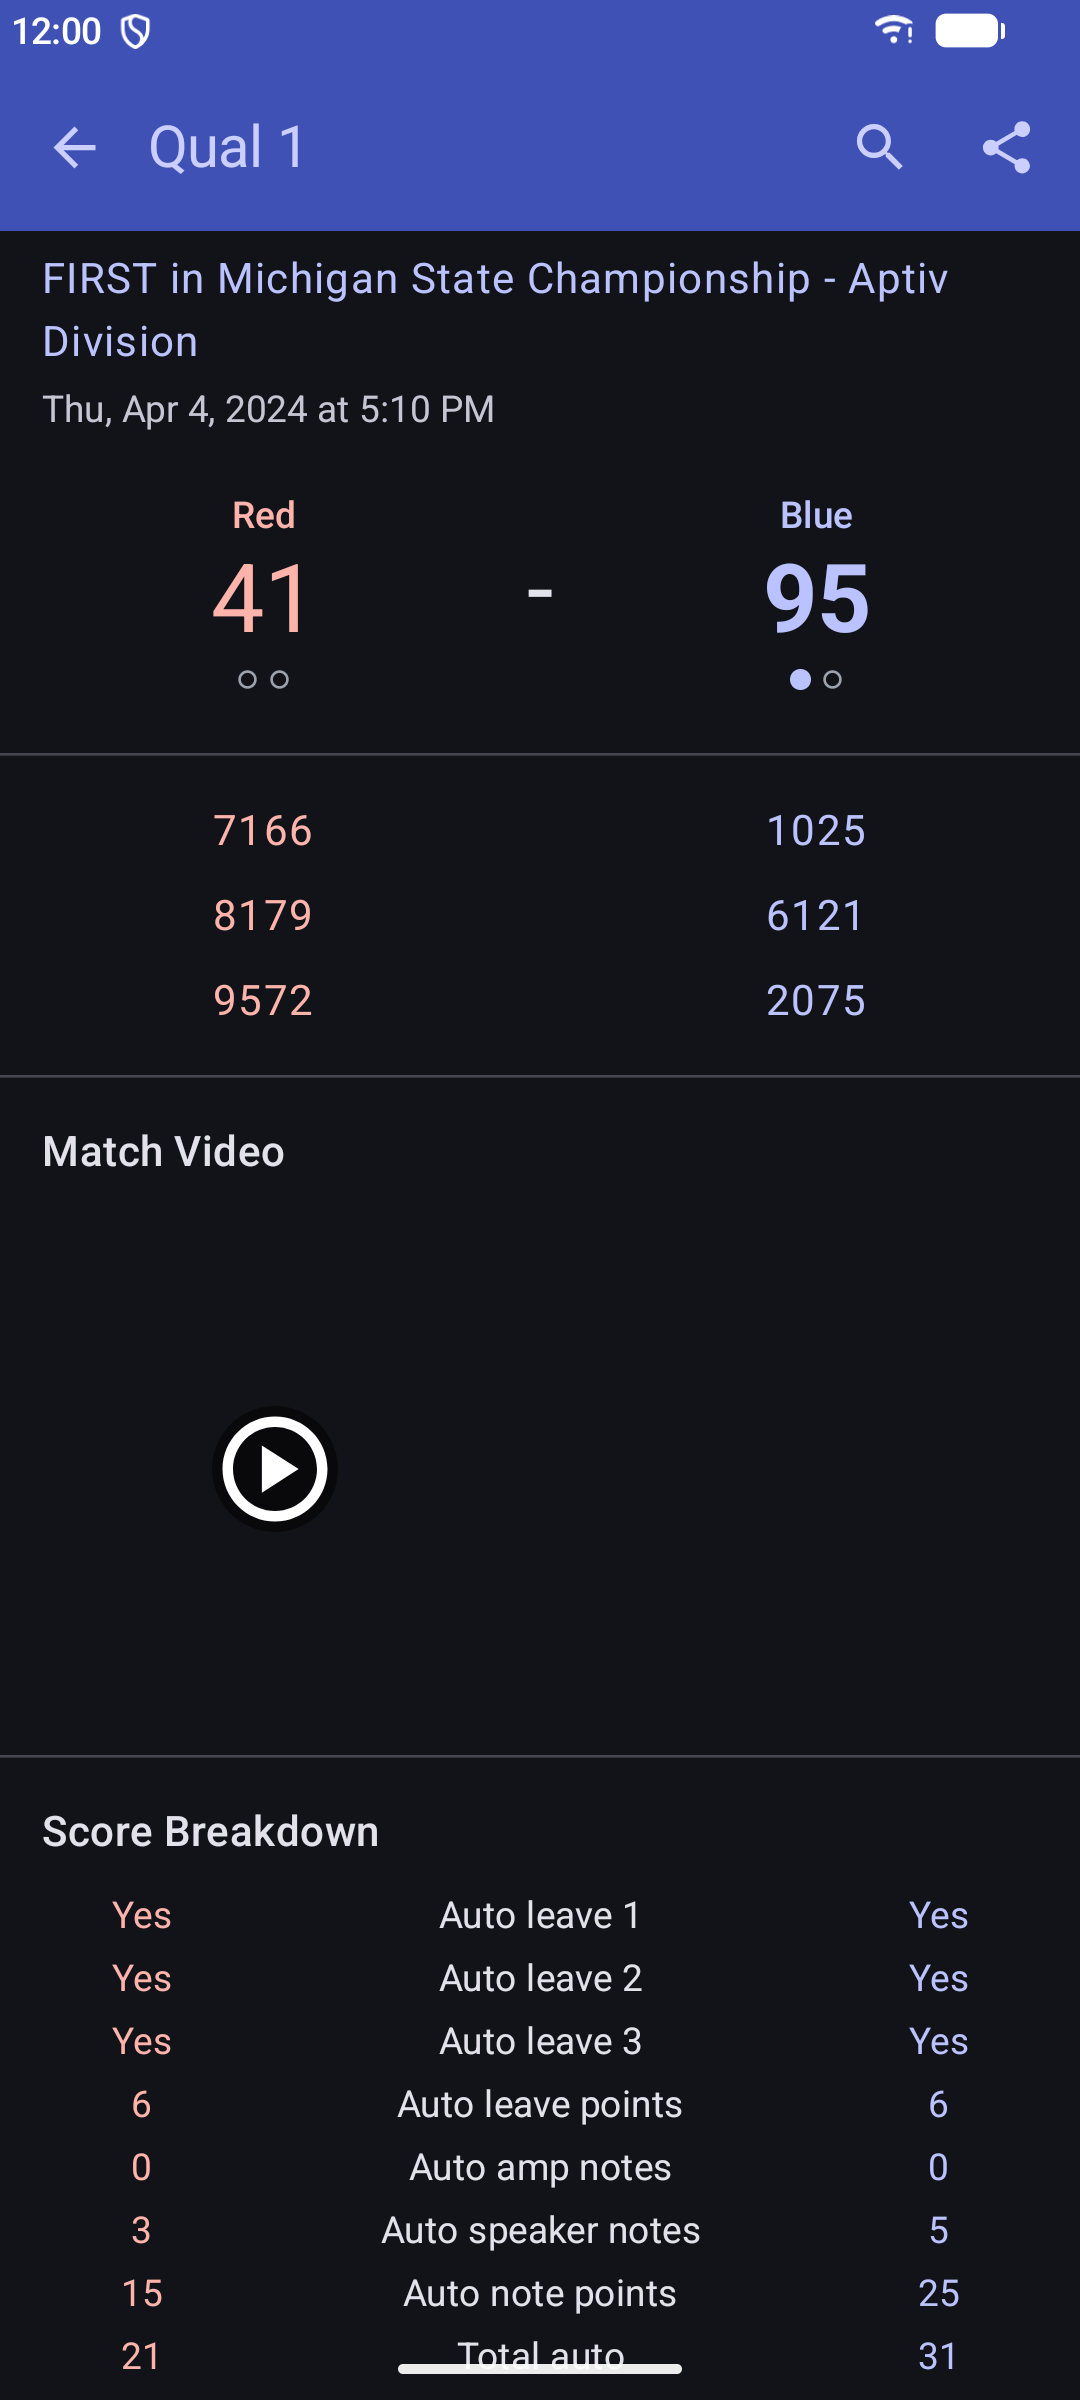 12:00
Qual 1
FIRST in Michigan State Championship - Aptiv
Division
Thu, Apr 4, 2024 at 5:10 PM
Red Blue
41 - 95
7166 1025
8179 6121
9572 2075
Match Video
Score Breakdown
Yes Auto leave 1 Yes
Yes Auto leave 2 Yes
Yes Auto leave 3 Yes
6 Auto leave points 6
0 Auto amp notes 0
3 Auto speaker notes 5
15 Auto note points 25
21 Total auto 31